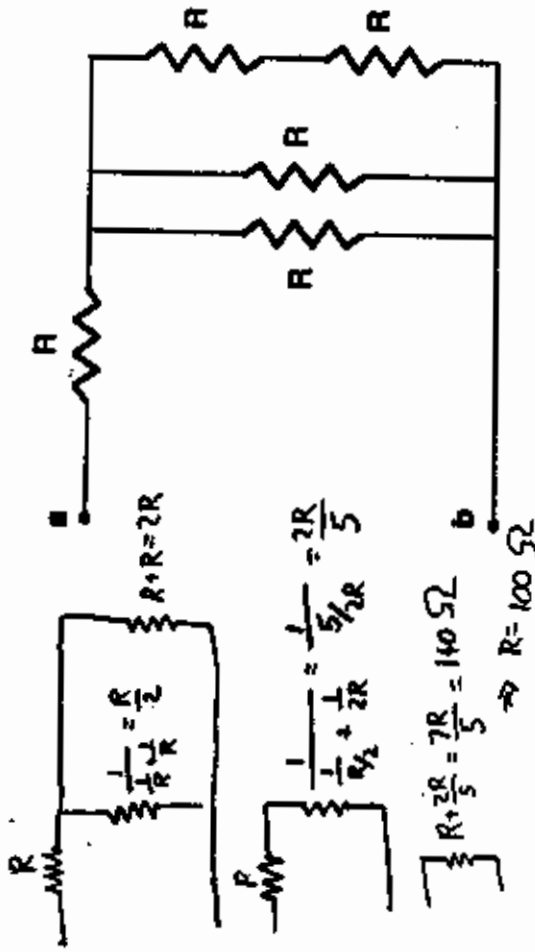 R
R
R
R
R
a
b
R
1/(1/R + 1/R) = R/2
R+R=2R
R
1/(1/(R/2) + 1/(2R)) = 1/(5/2R) = 2R/5
R + 2R/5 = 7R/5 = 140 Ω
⇒ R = 100 Ω